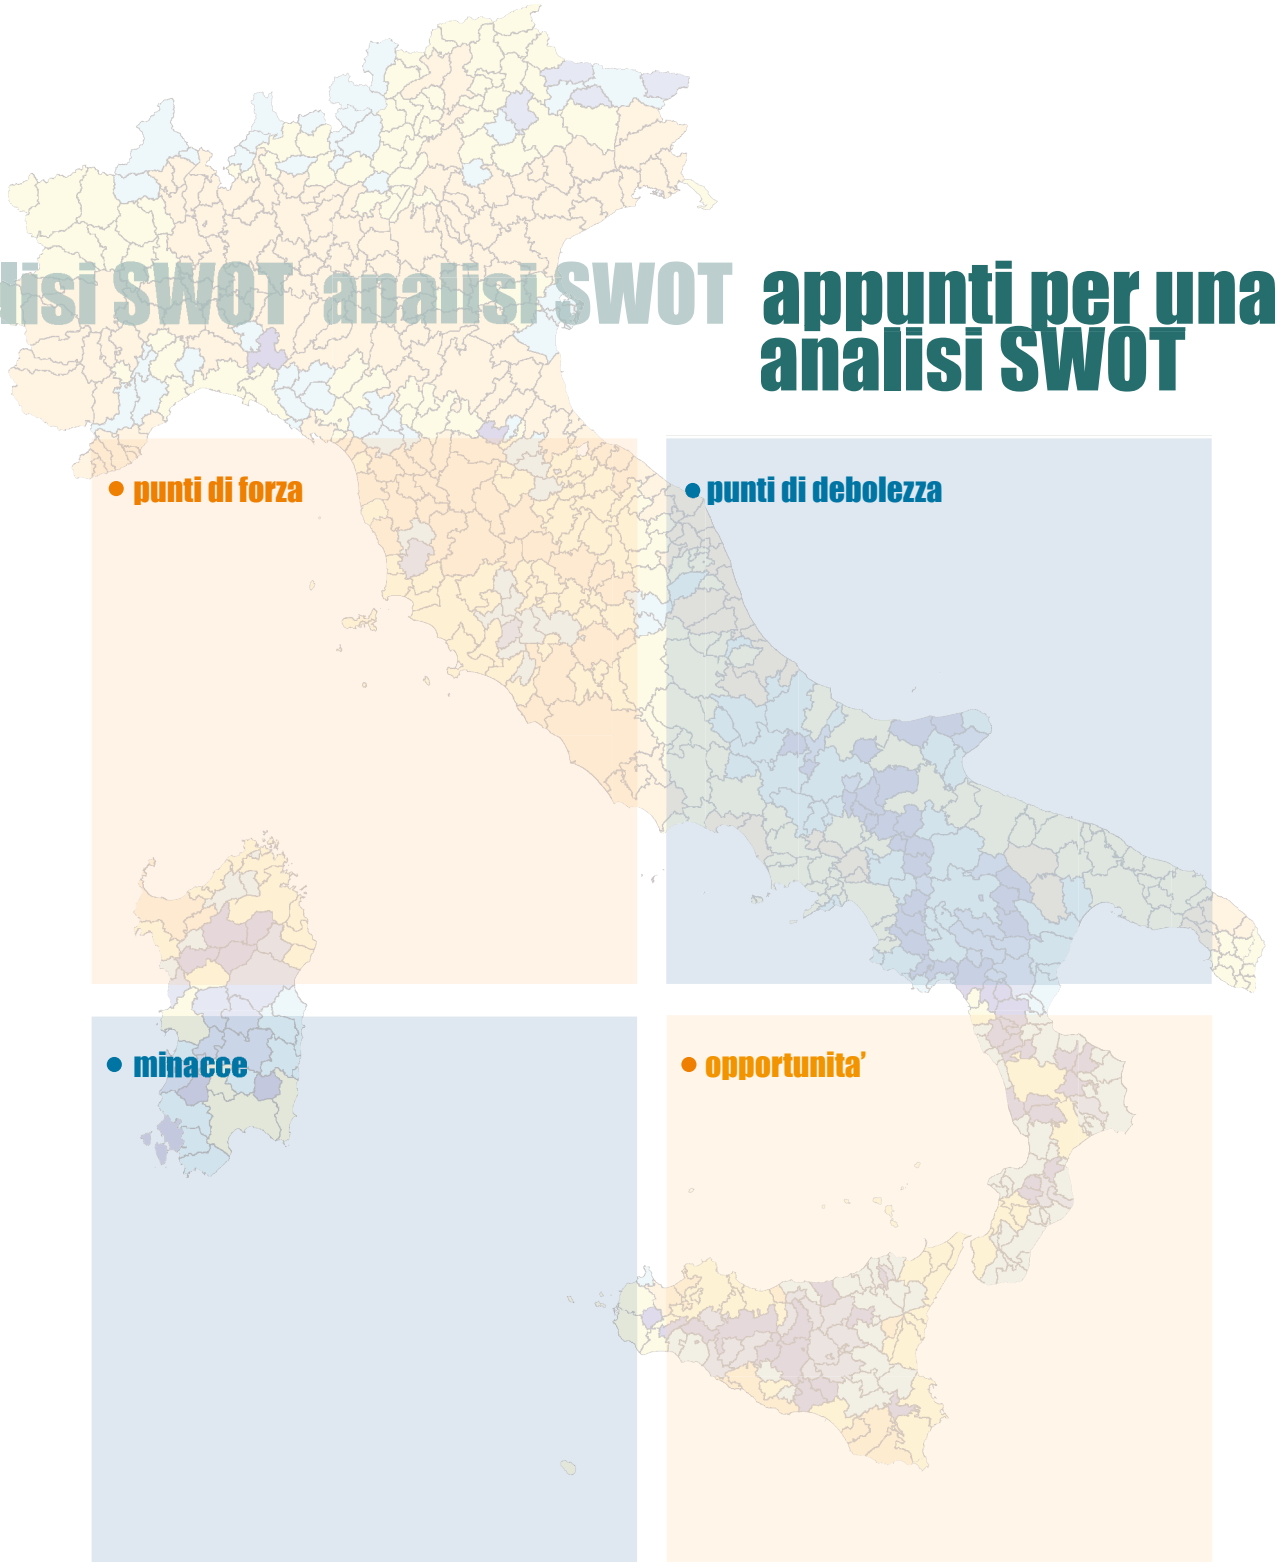 lisi SWOT analisi SWOT appunti per una
analisi SWOT
• punti di forza
• punti di debolezza
• minacce
• opportunita’